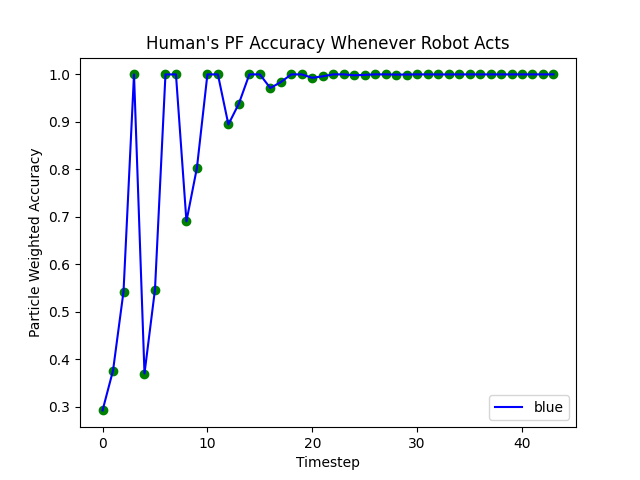 Human's PF Accuracy Whenever Robot Acts
Particle Weighted Accuracy
1.0
0.9
0.8
0.7
0.6
0.5
0.4
0.3
0 10 20 30 40
Timestep
blue